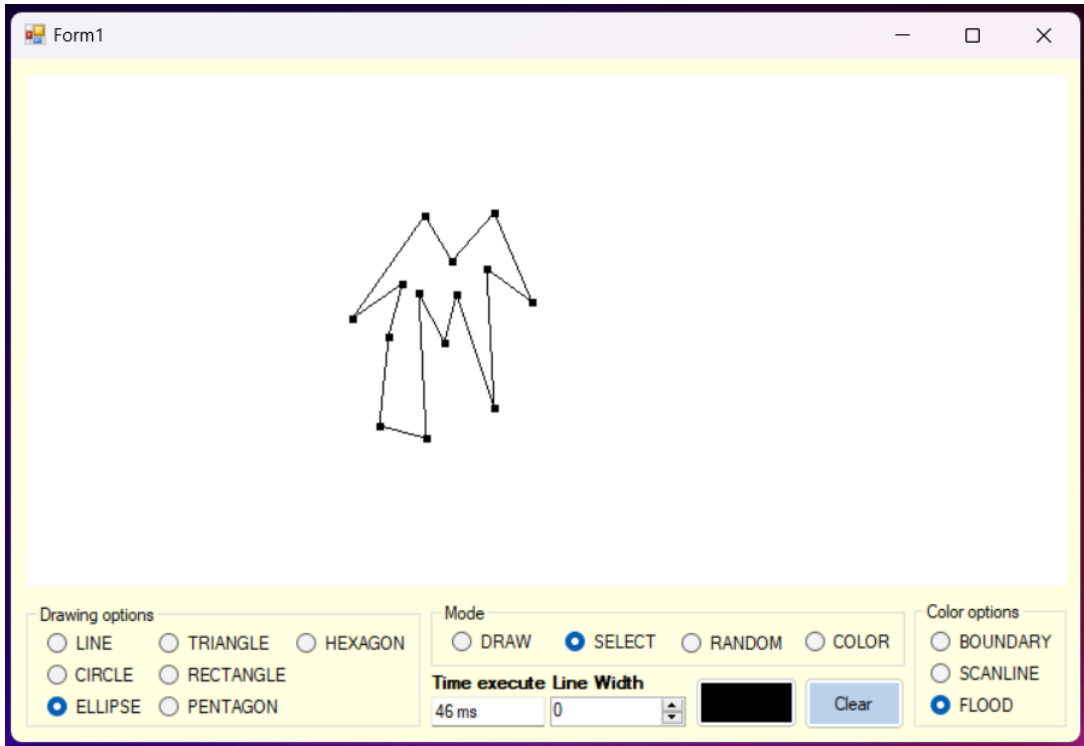 Form1
Drawing options
LINE TRIANGLE HEXAGON
CIRCLE RECTANGLE
ELLIPSE PENTAGON
Mode
DRAW SELECT RANDOM COLOR
Time execute Line Width
46 ms 0
Clear
Color options
BOUNDARY
SCANLINE
FLOOD